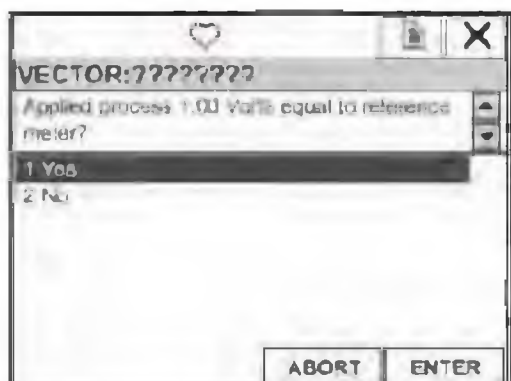 VECTOR:????????
Applied process 1.00 Volts equal to reference
meter?
1 Yes
2 No
ABORT ENTER